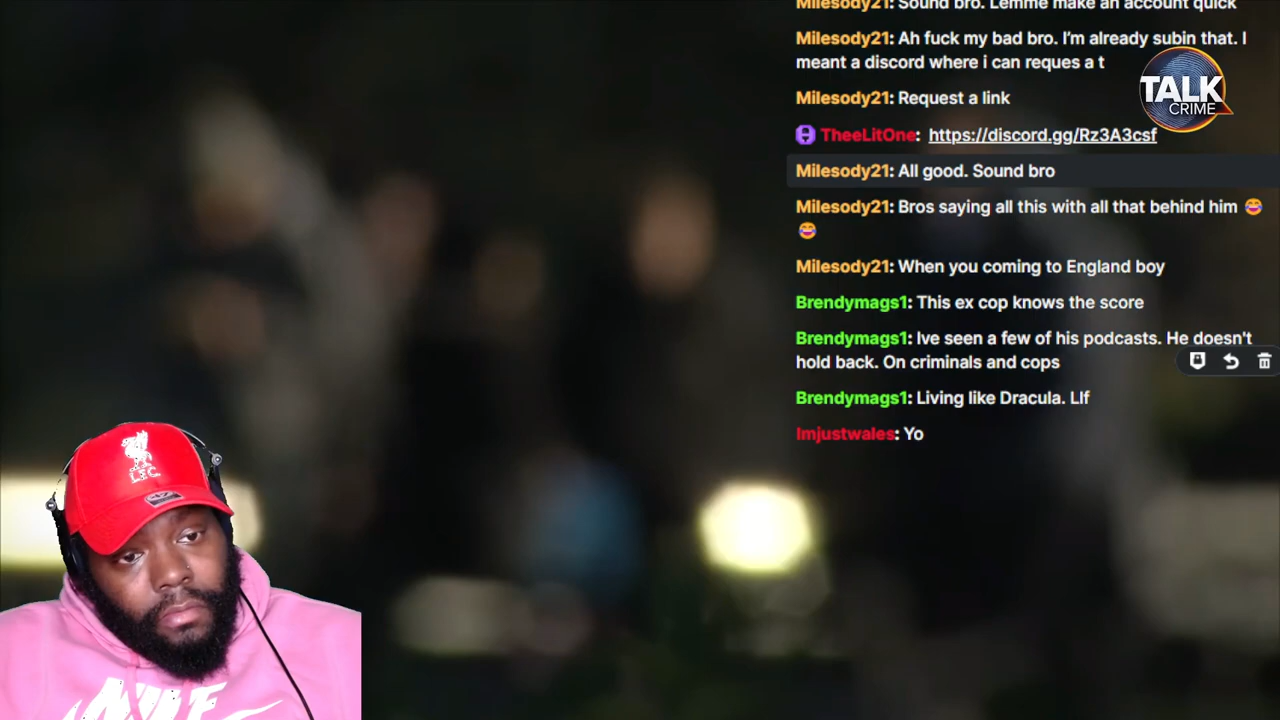 Milesody21: Sound bro. Lemme make an account quick
Milesody21: Ah fuck my bad bro. I'm already subin that. I
meant a discord where i can reques a t
TALK
CRIME
Milesody21: Request a link
TheeLitOne: https://discord.gg/Rz3A3csf
Milesody21: All good. Sound bro
Milesody21: Bros saying all this with all that behind him 😂
😂
Milesody21: When you coming to England boy
Brendymags1: This ex cop knows the score
Brendymags1: Ive seen a few of his podcasts. He doesn't
hold back. On criminals and cops
Brendymags1: Living like Dracula. Llf
Imjustwales: Yo
L.F.C.
47
NIKE